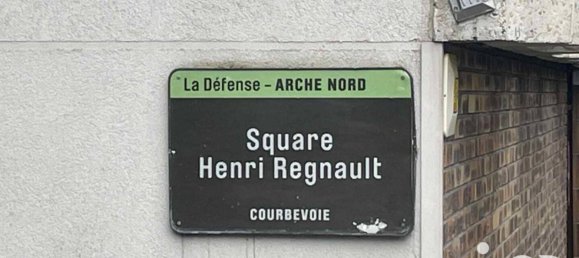 La Défense - ARCHE NORD
Square
Henri Regnault
COURBEVOIE